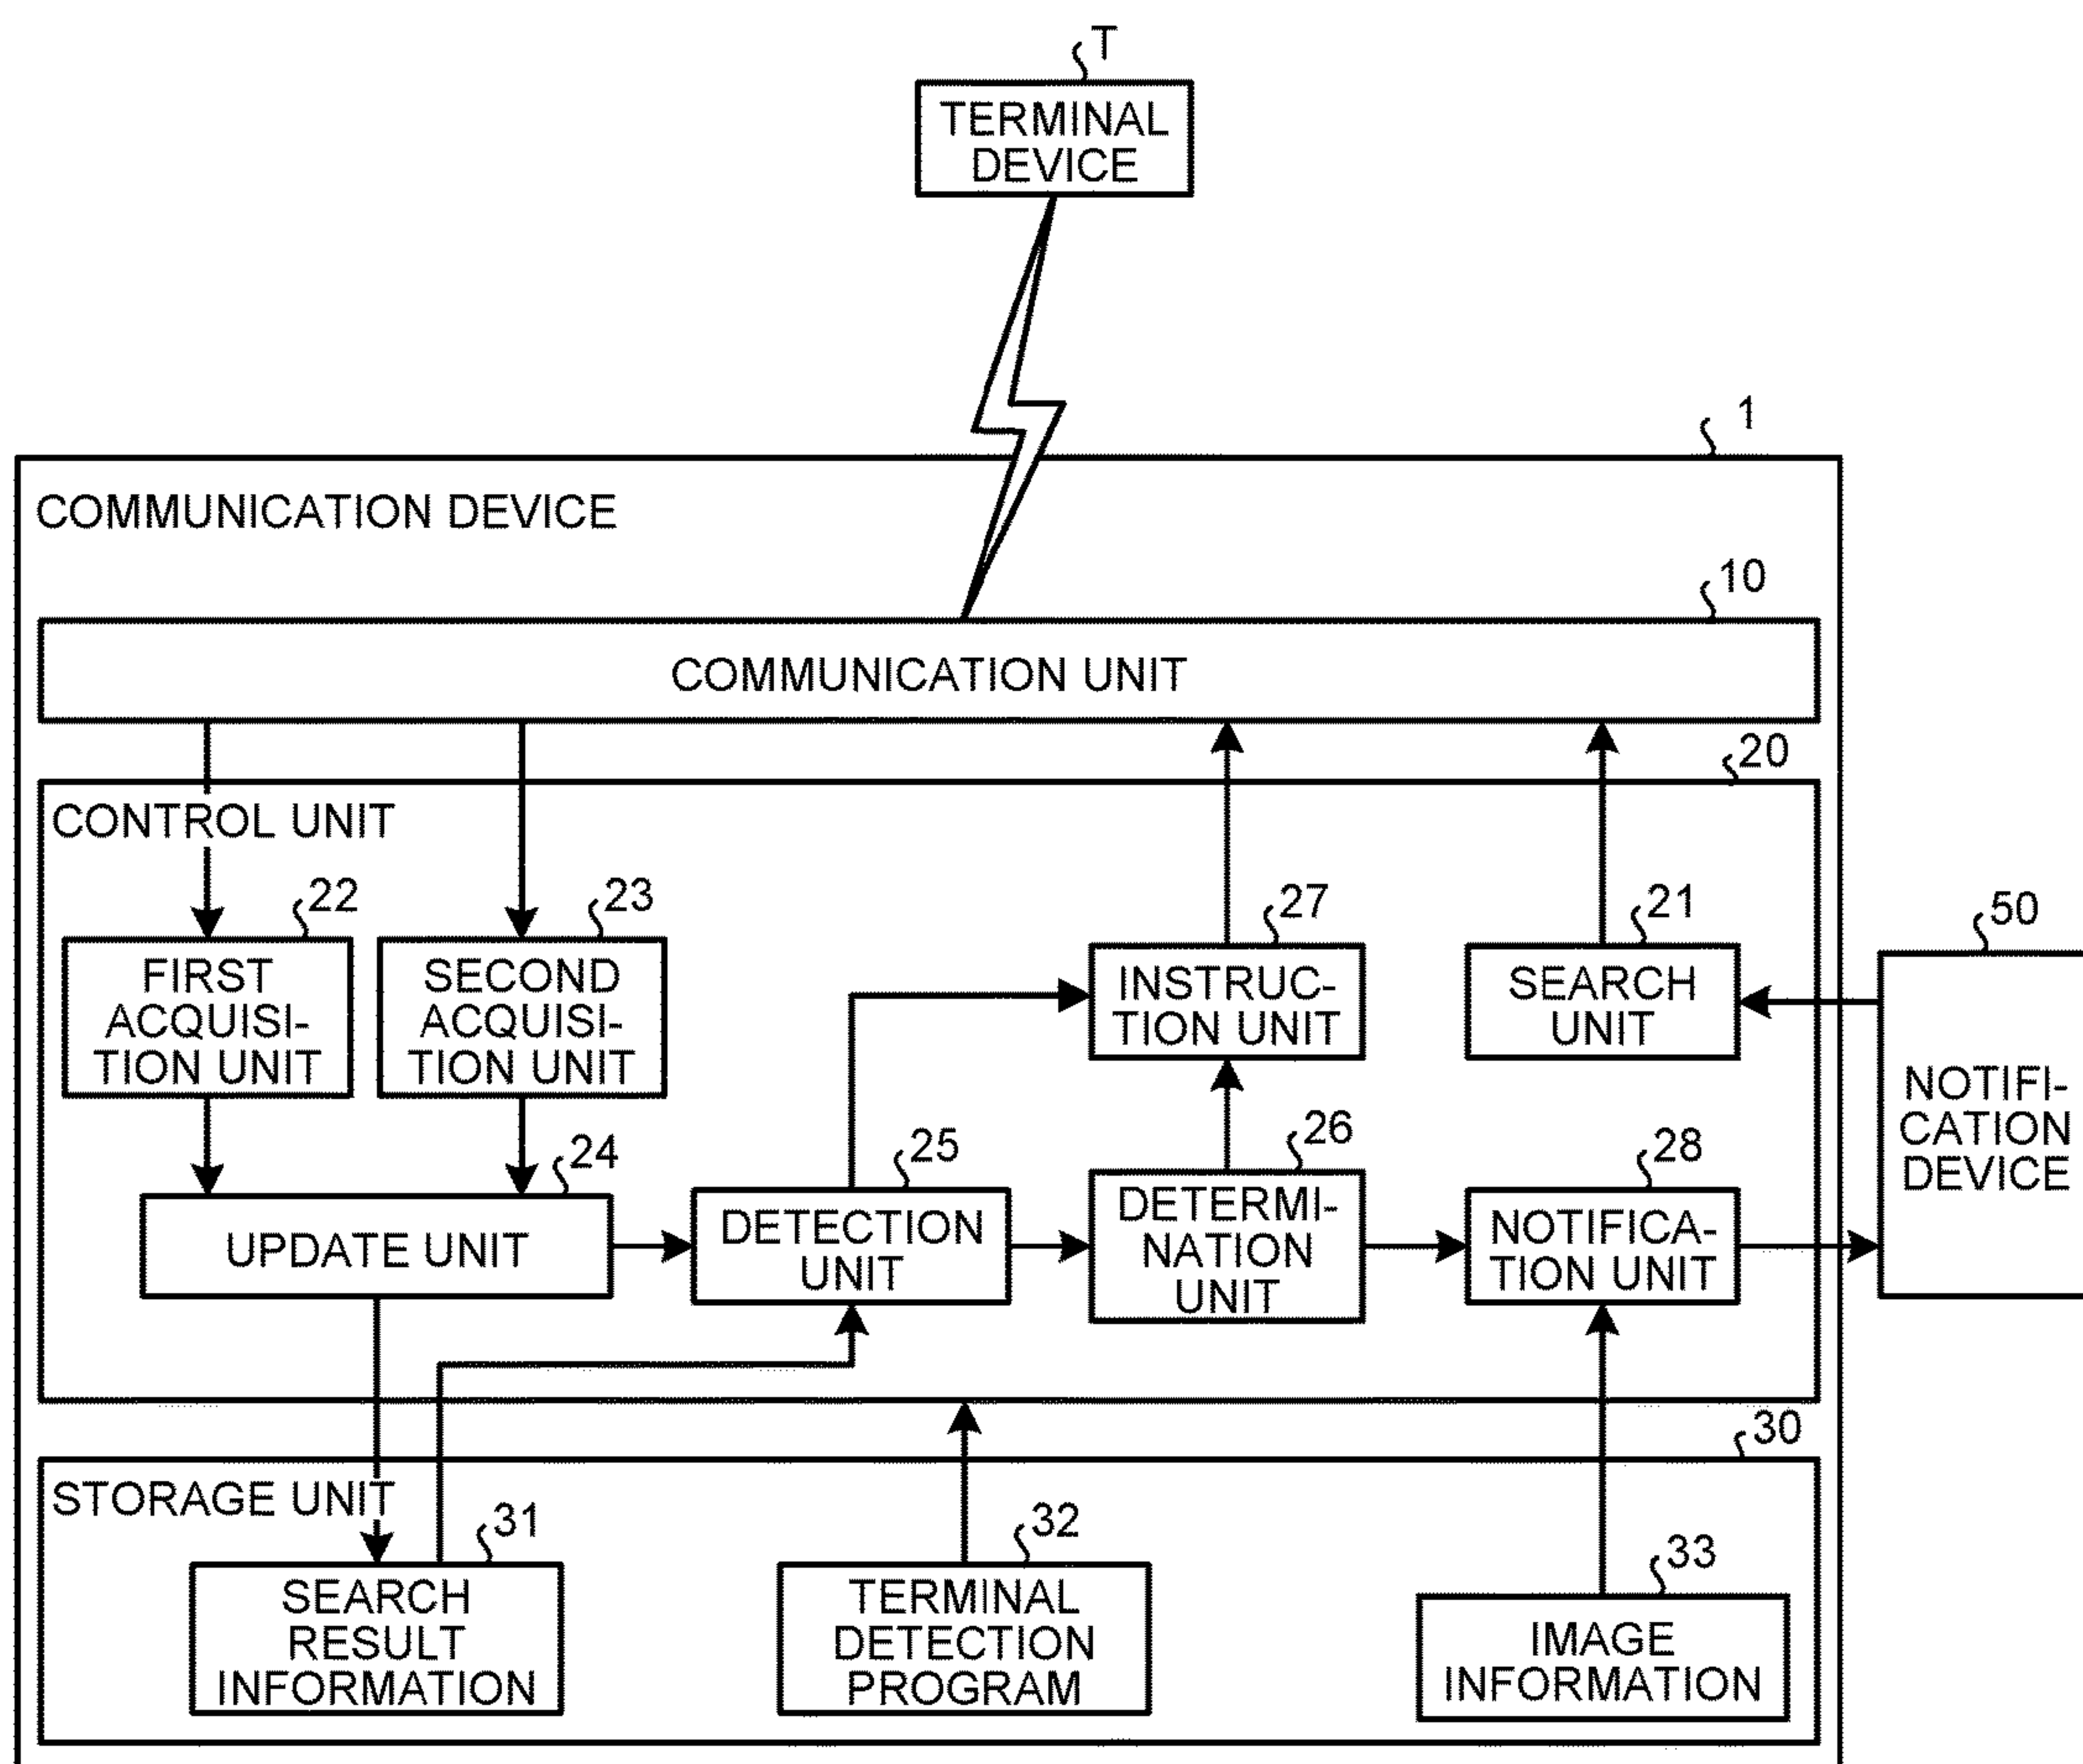 T
TERMINAL
DEVICE
1
COMMUNICATION DEVICE
10
COMMUNICATION UNIT
20
CONTROL UNIT
22
FIRST
ACQUISI-
TION UNIT
23
SECOND
ACQUISI-
TION UNIT
27
INSTRUC-
TION UNIT
21
SEARCH
UNIT
50
NOTIFI-
CATION
DEVICE
24
UPDATE UNIT
25
DETECTION
UNIT
26
DETERMI-
NATION
UNIT
28
NOTIFICA-
TION UNIT
30
STORAGE UNIT
31
SEARCH
RESULT
INFORMATION
32
TERMINAL
DETECTION
PROGRAM
33
IMAGE
INFORMATION